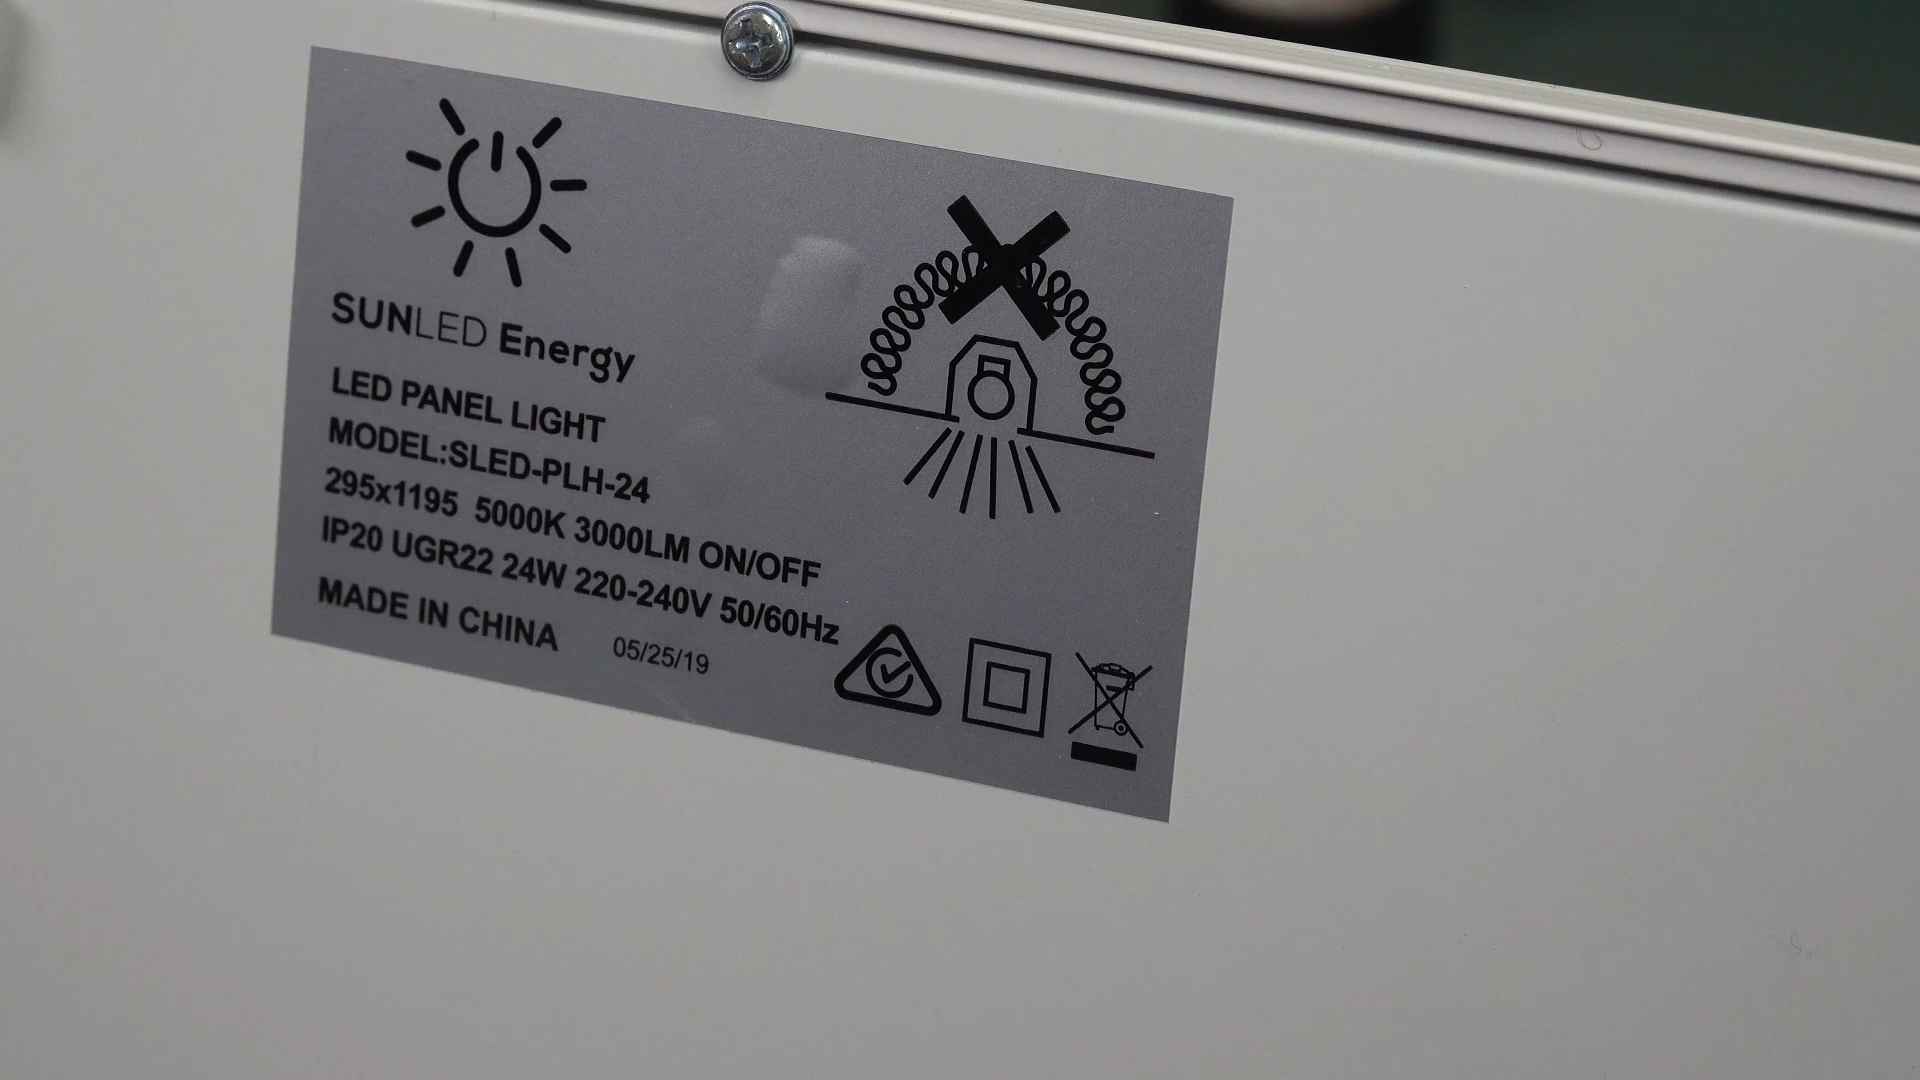 SUNLED Energy
LED PANEL LIGHT
MODEL:SLED-PLH-24
295x1195 5000K 3000LM ON/OFF
IP20 UGR22 24W 220-240V 50/60Hz
MADE IN CHINA 05/25/19